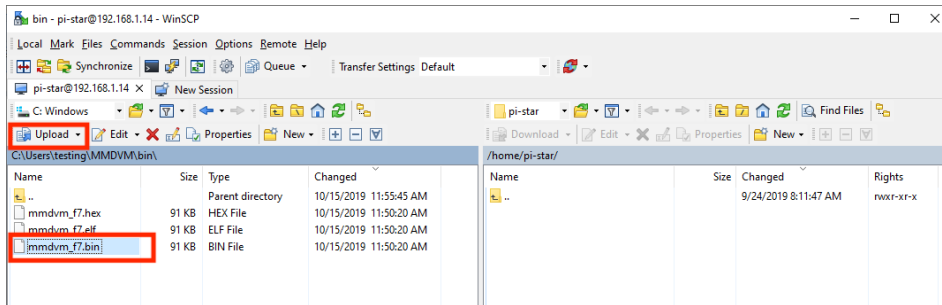 bin - pi-star@192.168.1.14 - WinSCP
Local Mark Files Commands Session Options Remote Help
Synchronize Queue Transfer Settings Default
pi-star@192.168.1.14 New Session
C: Windows pi-star Find Files
Upload Edit Properties New Download Edit Properties New
C:\Users\testing\MMDVM\bin\ /home/pi-star/
Name Size Type Changed Name Size Changed Rights
.. Parent directory 10/15/2019 11:55:45 AM .. 9/24/2019 8:11:47 AM rwxr-xr-x
mmdvm_f7.hex 91 KB HEX File 10/15/2019 11:50:20 AM
mmdvm_f7.elf 91 KB ELF File 10/15/2019 11:50:20 AM
mmdvm_f7.bin 91 KB BIN File 10/15/2019 11:50:20 AM